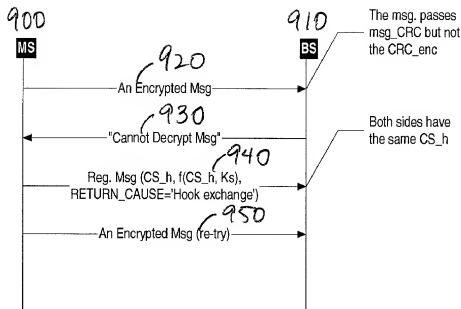 900
910
The msg. passes
msg_CRC but not
the CRC_enc
MS
BS
920
An Encrypted Msg
930
"Cannot Decrypt Msg"
Both sides have
the same CS_h
940
Reg. Msg (CS_h, f(CS_h, Ks),
RETURN_CAUSE='Hook exchange')
950
An Encrypted Msg (re-try)